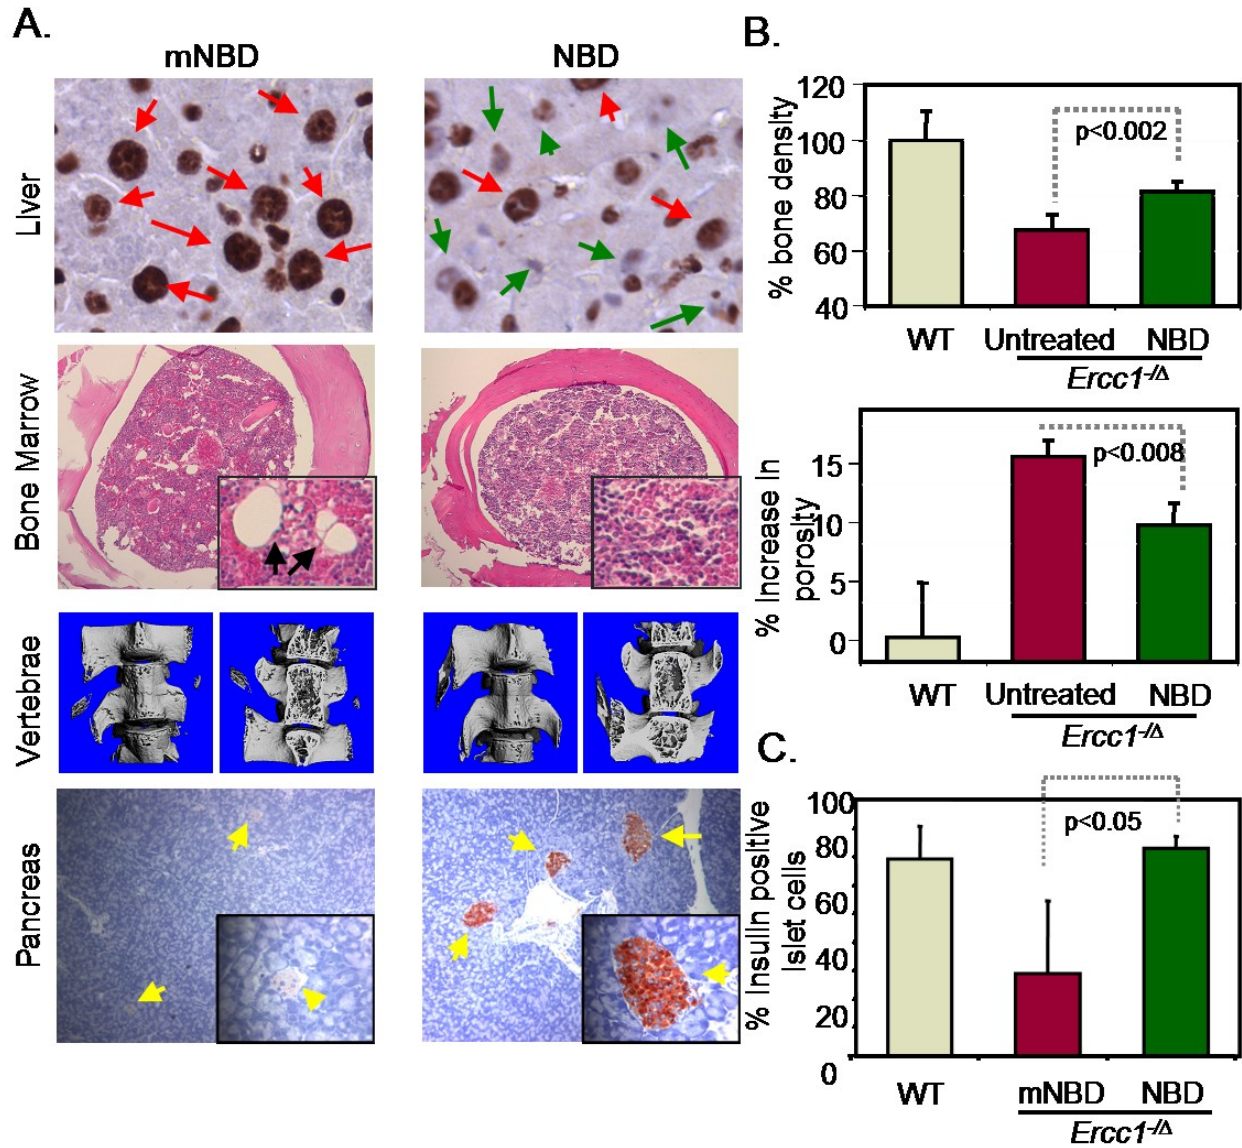 A.
mNBD
NBD
Liver
Bone Marrow
Vertebrae
Pancreas
B.
% bone density
120
100
80
60
40
p<0.002
WT
Untreated
NBD
Ercc1-/Δ
% Increase In
porosity
15
10
5
0
p<0.008
WT
Untreated
NBD
Ercc1-/Δ
C.
% Insulin positive
Islet cells
100
80
60
40
20
0
p<0.05
WT
mNBD
NBD
Ercc1-/Δ